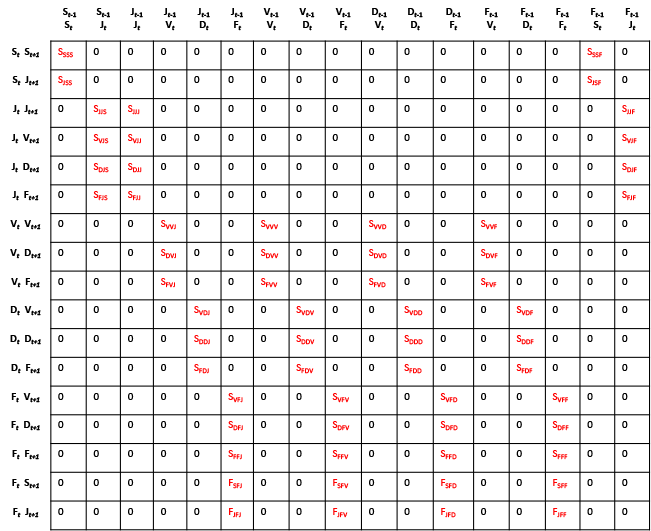 S_{t-1} S_{t-1} J_{t-1} J_{t-1} J_{t-1} J_{t-1} V_{t-1} V_{t-1} V_{t-1} D_{t-1} D_{t-1} D_{t-1} F_{t-1} F_{t-1} F_{t-1} F_{t-1} F_{t-1}
S_t J_t J_t V_t D_t F_t V_t D_t F_t V_t D_t F_t V_t D_t F_t S_t J_t
S_t S_{t+1} S_{SSS} 0 0 0 0 0 0 0 0 0 0 0 0 0 0 S_{SSF} 0
S_t J_{t+1} S_{JSS} 0 0 0 0 0 0 0 0 0 0 0 0 0 0 S_{JSF} 0
J_t J_{t+1} 0 S_{JJS} S_{JJJ} 0 0 0 0 0 0 0 0 0 0 0 0 0 S_{JJF}
J_t V_{t+1} 0 S_{VJS} S_{VJJ} 0 0 0 0 0 0 0 0 0 0 0 0 0 S_{VJF}
J_t D_{t+1} 0 S_{DJS} S_{DJJ} 0 0 0 0 0 0 0 0 0 0 0 0 0 S_{DJF}
J_t F_{t+1} 0 S_{FJS} S_{FJJ} 0 0 0 0 0 0 0 0 0 0 0 0 0 S_{FJF}
V_t V_{t+1} 0 0 0 S_{VVJ} 0 0 S_{VVV} 0 0 S_{VVD} 0 0 S_{VVF} 0 0 0 0
V_t D_{t+1} 0 0 0 S_{DVJ} 0 0 S_{DVV} 0 0 S_{DVD} 0 0 S_{DVF} 0 0 0 0
V_t F_{t+1} 0 0 0 S_{FVJ} 0 0 S_{FVV} 0 0 S_{FVD} 0 0 S_{FVF} 0 0 0 0
D_t V_{t+1} 0 0 0 0 S_{VDJ} 0 0 S_{VDV} 0 0 S_{VDD} 0 0 S_{VDF} 0 0 0
D_t D_{t+1} 0 0 0 0 S_{DDJ} 0 0 S_{DDV} 0 0 S_{DDD} 0 0 S_{DDF} 0 0 0
D_t F_{t+1} 0 0 0 0 S_{FDJ} 0 0 S_{FDV} 0 0 S_{FDD} 0 0 S_{FDF} 0 0 0
F_t V_{t+1} 0 0 0 0 0 S_{VFJ} 0 0 S_{VFV} 0 0 S_{VFD} 0 0 S_{VFF} 0 0
F_t D_{t+1} 0 0 0 0 0 S_{DFJ} 0 0 S_{DFV} 0 0 S_{DFD} 0 0 S_{DFF} 0 0
F_t F_{t+1} 0 0 0 0 0 S_{FFJ} 0 0 S_{FFV} 0 0 S_{FFD} 0 0 S_{FFF} 0 0
F_t S_{t+1} 0 0 0 0 0 F_{SFJ} 0 0 F_{SFV} 0 0 F_{SFD} 0 0 F_{SFF} 0 0
F_t J_{t+1} 0 0 0 0 0 F_{JFJ} 0 0 F_{JFV} 0 0 F_{JFD} 0 0 F_{JFF} 0 0